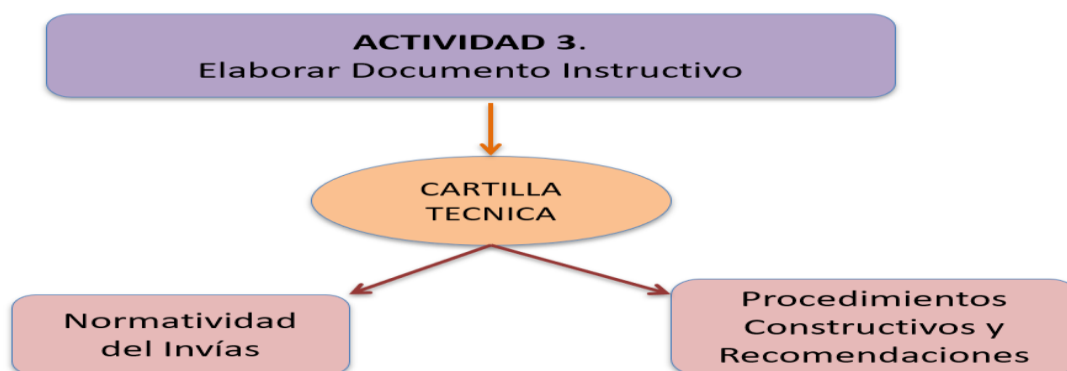 ACTIVIDAD 3.
Elaborar Documento Instructivo
CARTILLA
TECNICA
Normatividad
del Invías
Procedimientos
Constructivos y
Recomendaciones